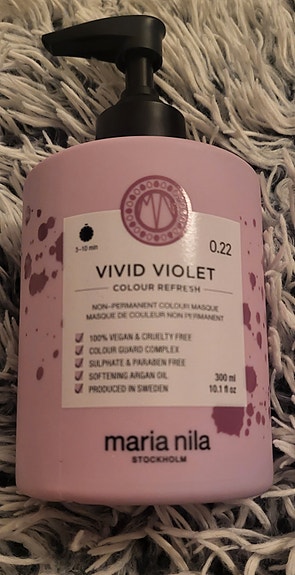 0.22
5-10 min
VIVID VIOLET
COLOUR REFRESH
NON-PERMANENT COLOUR MASQUE
MASQUE DE COULEUR NON PERMANENT
100% VEGAN & CRUELTY FREE
COLOUR GUARD COMPLEX
SULPHATE & PARABEN FREE
SOFTENING ARGAN OIL
PRODUCED IN SWEDEN
300 ml
10.1 fl oz
maria nila
STOCKHOLM